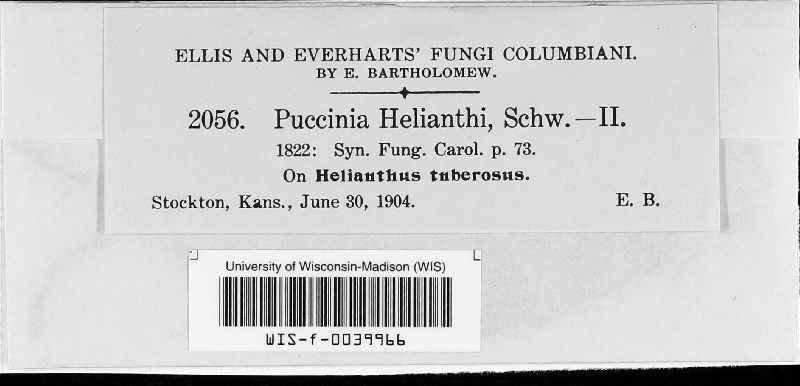 ELLIS AND EVERHARTS' FUNGI COLUMBIANI.
BY E. BARTHOLOMEW.
2056. Puccinia Helianthi, Schw.—II.
1822: Syn. Fung. Carol. p. 73.
On Helianthus tuberosus.
Stockton, Kans., June 30, 1904. E. B.
University of Wisconsin-Madison (WIS)
WIS-f-0039966